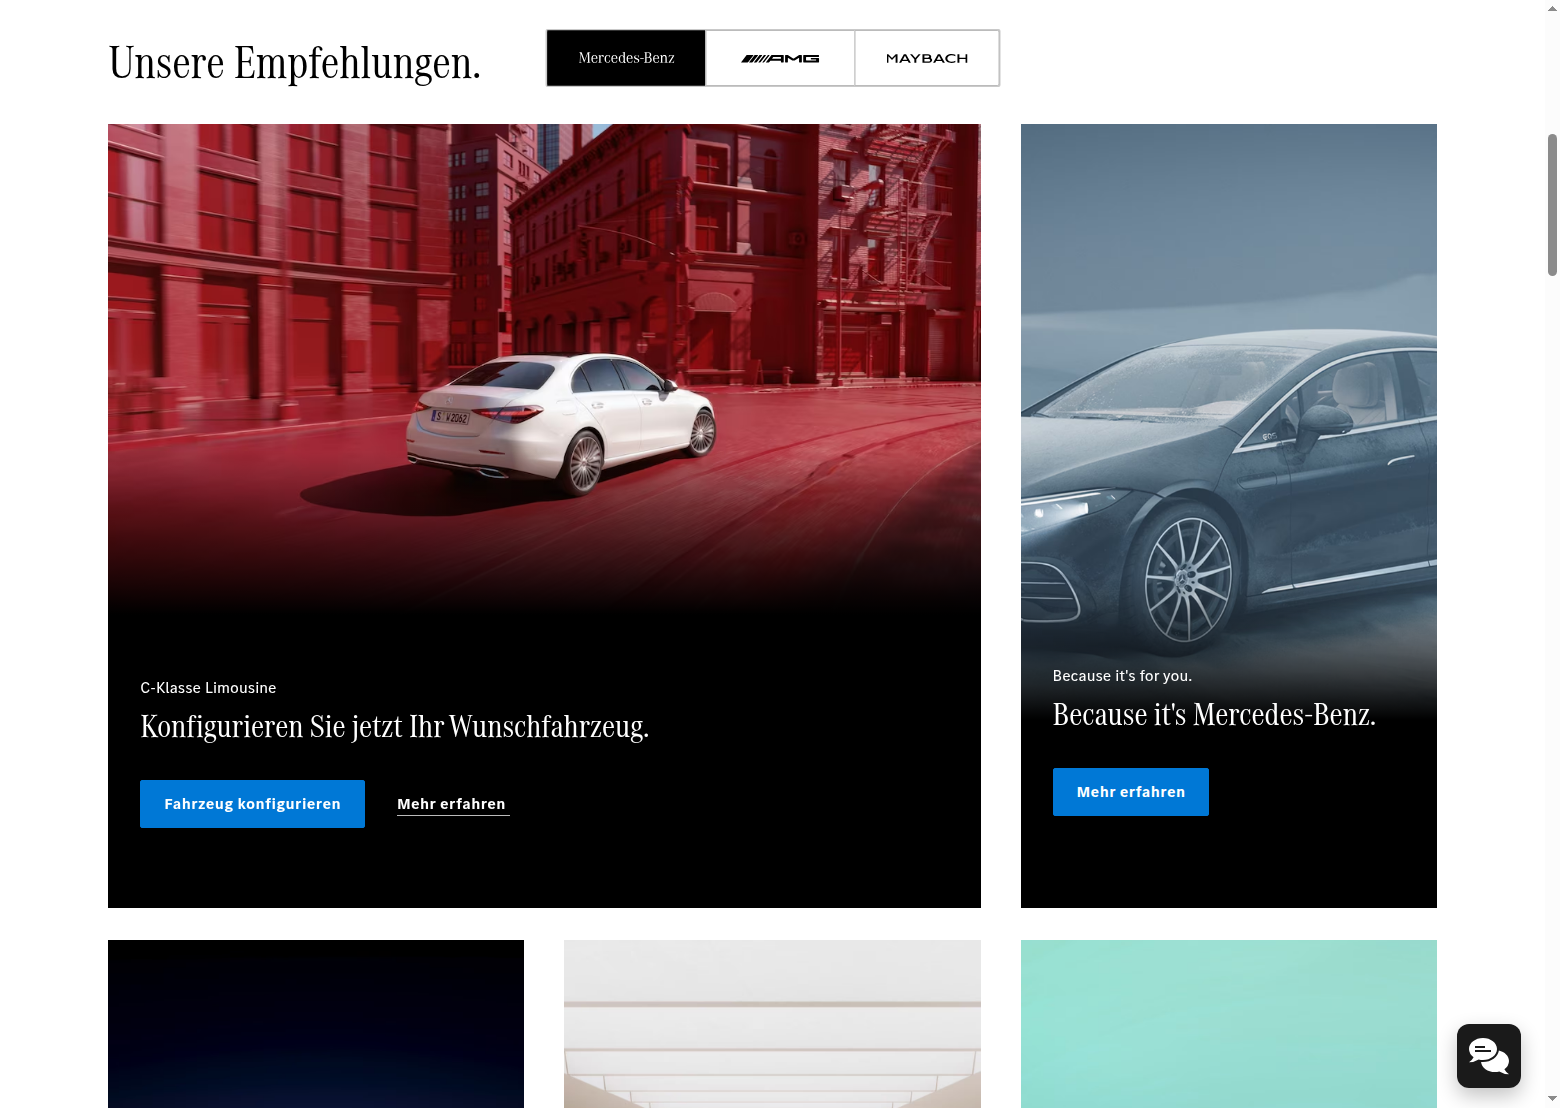 Unsere Empfehlungen.
Mercedes-Benz
AMG
MAYBACH
S W 2062
EQS
C-Klasse Limousine
Konfigurieren Sie jetzt Ihr Wunschfahrzeug.
Fahrzeug konfigurieren
Mehr erfahren
Because it's for you.
Because it's Mercedes-Benz.
Mehr erfahren